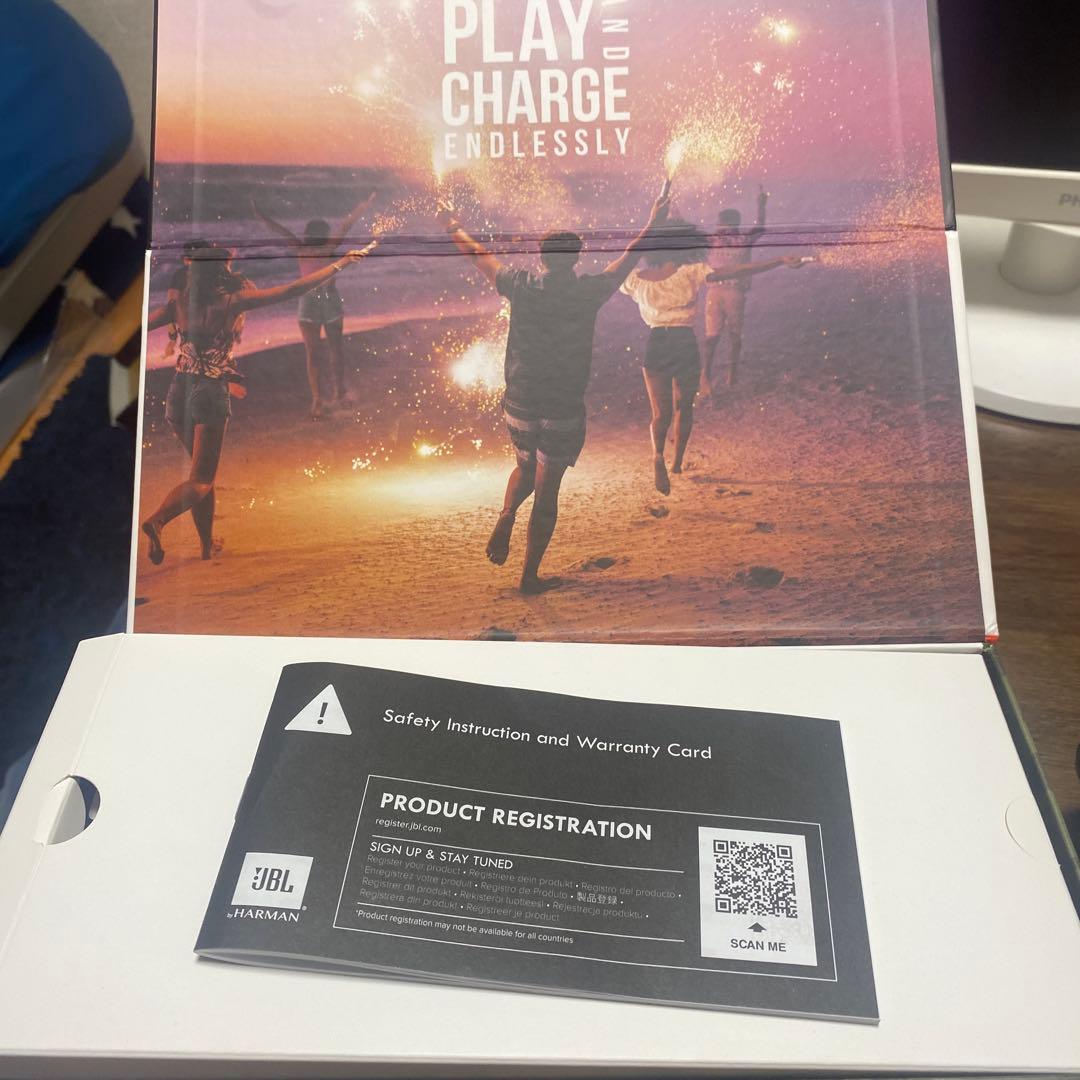 PLAY AND
CHARGE
ENDLESSLY
PH
Safety Instruction and Warranty Card
PRODUCT REGISTRATION
register.jbl.com
SIGN UP & STAY TUNED
Register your product • Registriere dein produkt • Registro del producto •
Enregistrez votre produit • Registro de Produto • 製品登録 •
Registrer dit produkt • Rekisteröi tuotteesi • Rejestracja produktu •
Registrera din produkt • Registreer je product
*Product registration may not be available for all countries
JBL
by HARMAN
SCAN ME